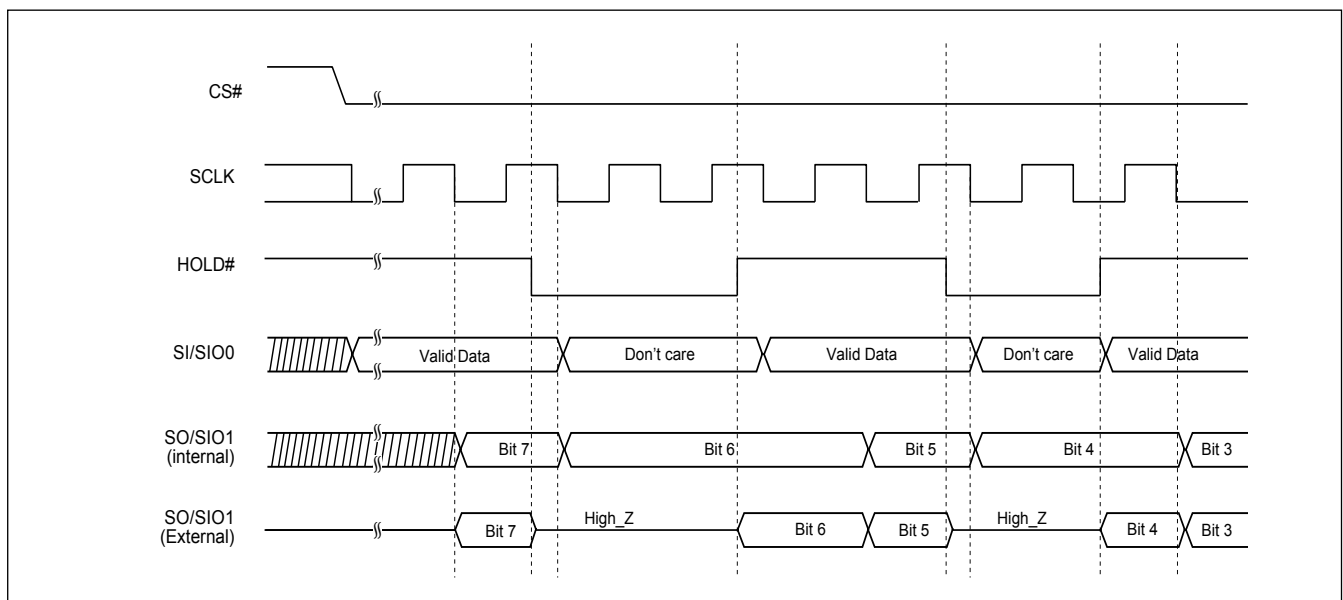 CS#
SCLK
HOLD#
SI/SIO0
Valid Data
Don't care
Valid Data
Don't care
Valid Data
SO/SIO1
(internal)
Bit 7
Bit 6
Bit 5
Bit 4
Bit 3
SO/SIO1
(External)
Bit 7
High_Z
Bit 6
Bit 5
High_Z
Bit 4
Bit 3